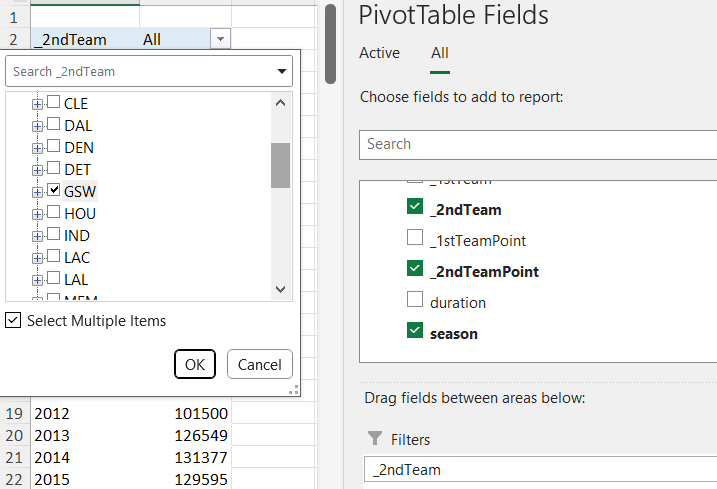 1
2 _2ndTeam All
Search _2ndTeam
CLE
DAL
DEN
DET
GSW
HOU
IND
LAC
LAL
MEM
Select Multiple Items
OK Cancel
19 2012 101500
20 2013 126549
21 2014 131377
22 2015 129595
PivotTable Fields
Active All
Choose fields to add to report:
Search
_1stTeam
_2ndTeam
_1stTeamPoint
_2ndTeamPoint
duration
season
Drag fields between areas below:
Filters
_2ndTeam